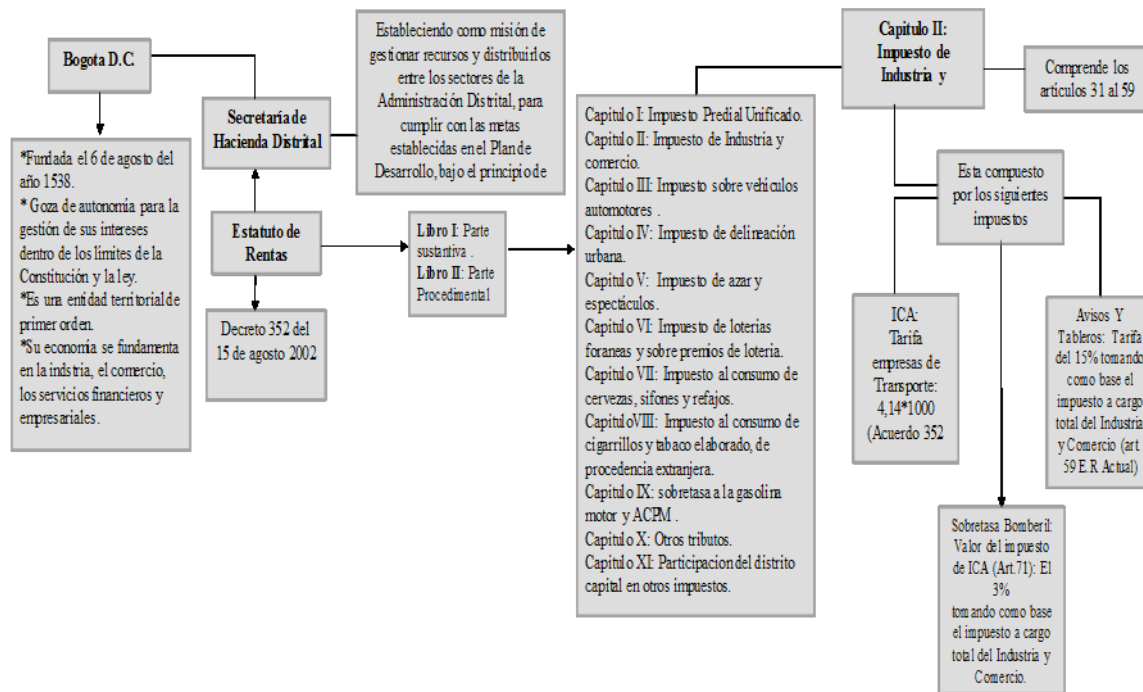 Bogota D.C.
*Fundada el 6 de agosto del
año 1538.
* Goza de autonomía para la
gestión de sus intereses
dentro de los límites de la
Constitución y la ley.
*Es una entidad territorial de
primer orden.
*Su economía se fundamenta
en la indstria, el comercio,
los servicios financieros y
empresariales.
Secretaría de
Hacienda Distrital
Estatuto de
Rentas
Decreto 352 del
15 de agosto 2002
Estableciendo como misión de
gestionar recursos y distribuirlos
entre los sectores de la
Administración Distrital, para
cumplir con las metas
establecidas en el Plan de
Desarrollo, bajo el principio de
Libro I: Parte
sustantiva .
Libro II: Parte
Procedimental
Capitulo I: Impuesto Predial Unificado.
Capitulo II: Impuesto de Industria y
comercio.
Capitulo III: Impuesto sobre vehículos
automotores .
Capitulo IV: Impuesto de delineación
urbana.
Capitulo V: Impuesto de azar y
espectáculos.
Capitulo VI: Impuesto de loterias
foraneas y sobre premios de loteria.
Capitulo VII: Impuesto al consumo de
cervezas, sifones y refajos.
CapituloVIII: Impuesto al consumo de
cigarrillos y tabaco elaborado, de
procedencia extranjera.
Capitulo IX: sobretasa a la gasolina
motor y ACPM .
Capitulo X: Otros tributos.
Capitulo XI: Participacion del distrito
capital en otros impuestos.
Capitulo II:
Impuesto de
Industria y
Comprende los
artículos 31 al 59
Esta compuesto
por los siguientes
impuestos
ICA:
Tarifa
empresas de
Transporte:
4,14*1000
(Acuerdo 352
Sobretasa Bomberil:
Valor del impuesto
de ICA (Art.71): El
3%
tomando como base
el impuesto a cargo
total del Industria y
Comercio.
Avisos Y
Tableros: Tarifa
del 15% tomando
como base el
impuesto a cargo
total del Industria
y Comercio (art.
59 E.R Actual)